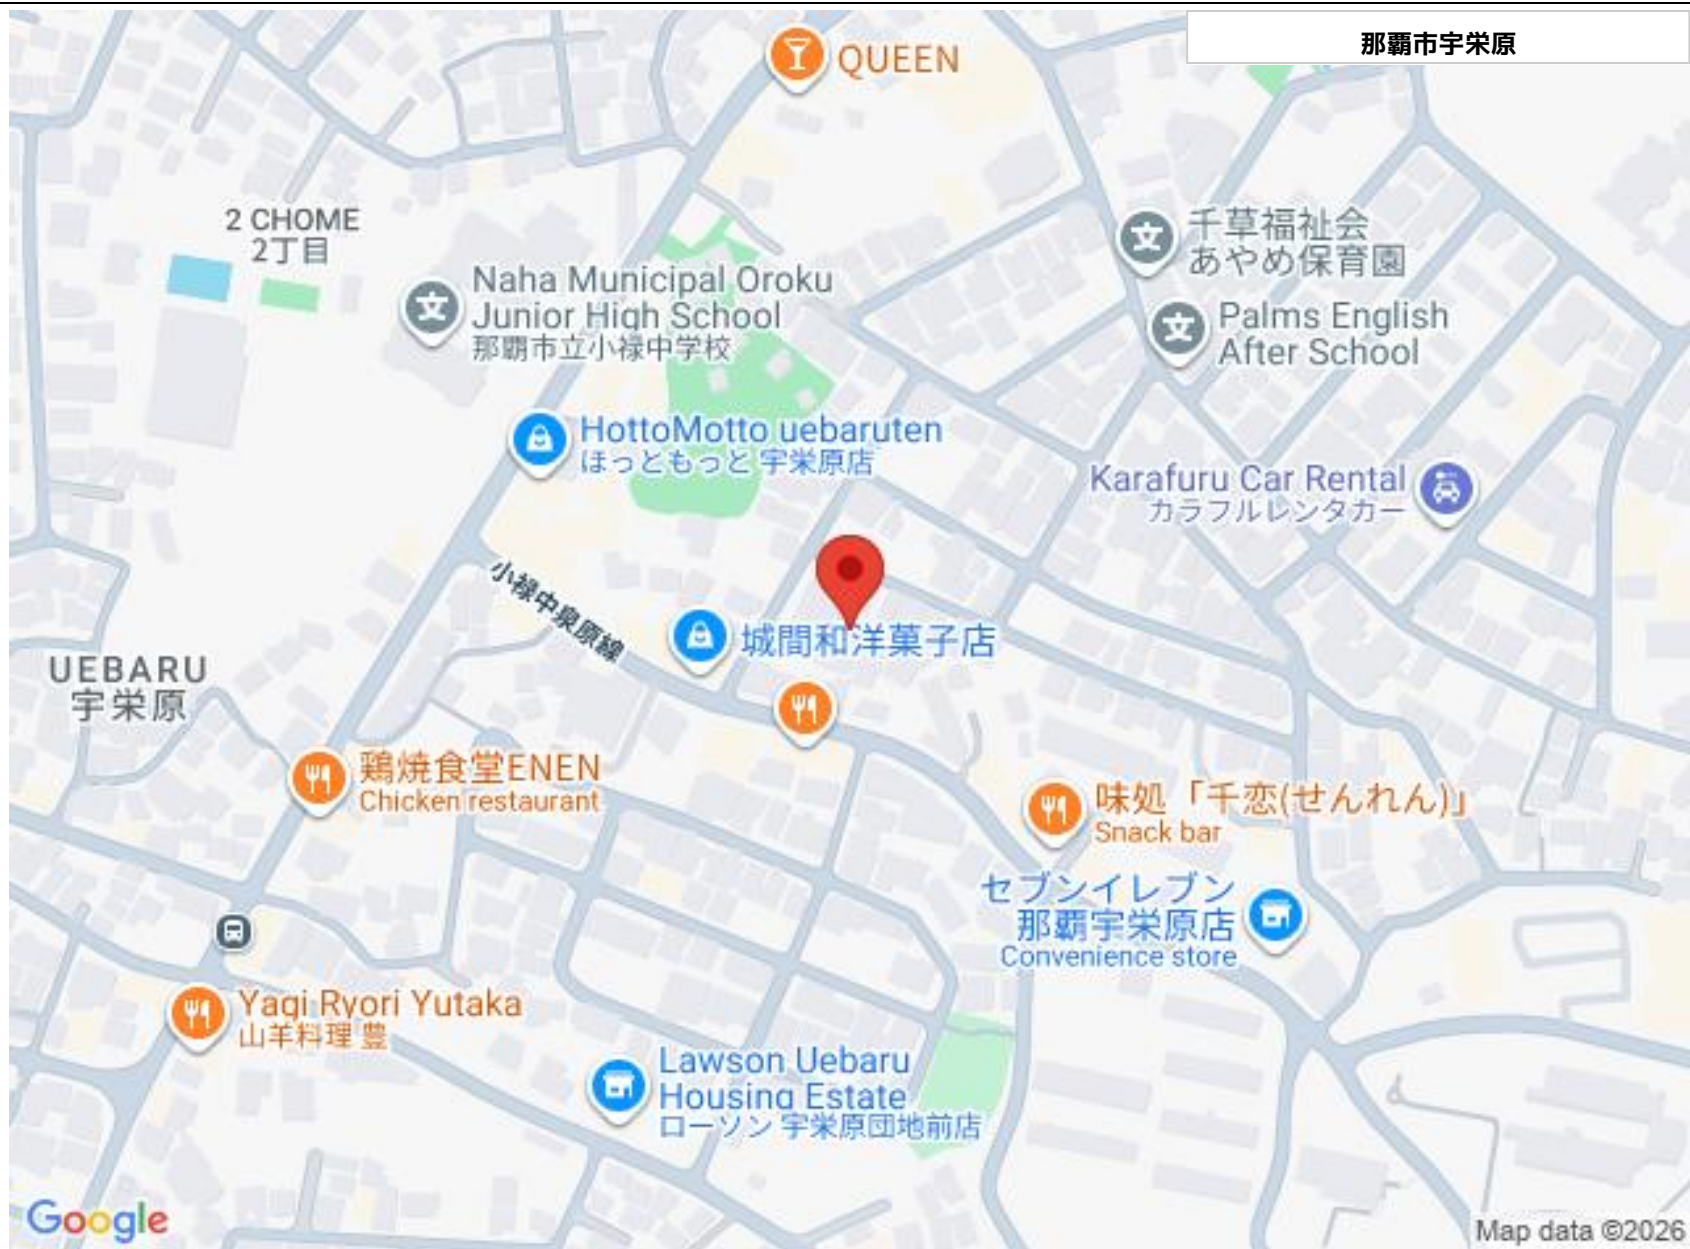 那覇市宇栄原
QUEEN
2 CHOME
2丁目
千草福祉会
あやめ保育園
Naha Municipal Oroku
Junior High School
那覇市立小禄中学校
Palms English
After School
HottoMotto uebaruten
ほっともっと 宇栄原店
Karafuru Car Rental
カラフルレンタカー
小禄中泉原線
城間和洋菓子店
UEBARU
宇栄原
鶏焼食堂ENEN
Chicken restaurant
味処「千恋(せんれん)」
Snack bar
セブンイレブン
那覇宇栄原店
Convenience store
Yagi Ryori Yutaka
山羊料理 豊
Lawson Uebaru
Housing Estate
ローソン 宇栄原団地前店
Google
Map data ©2026